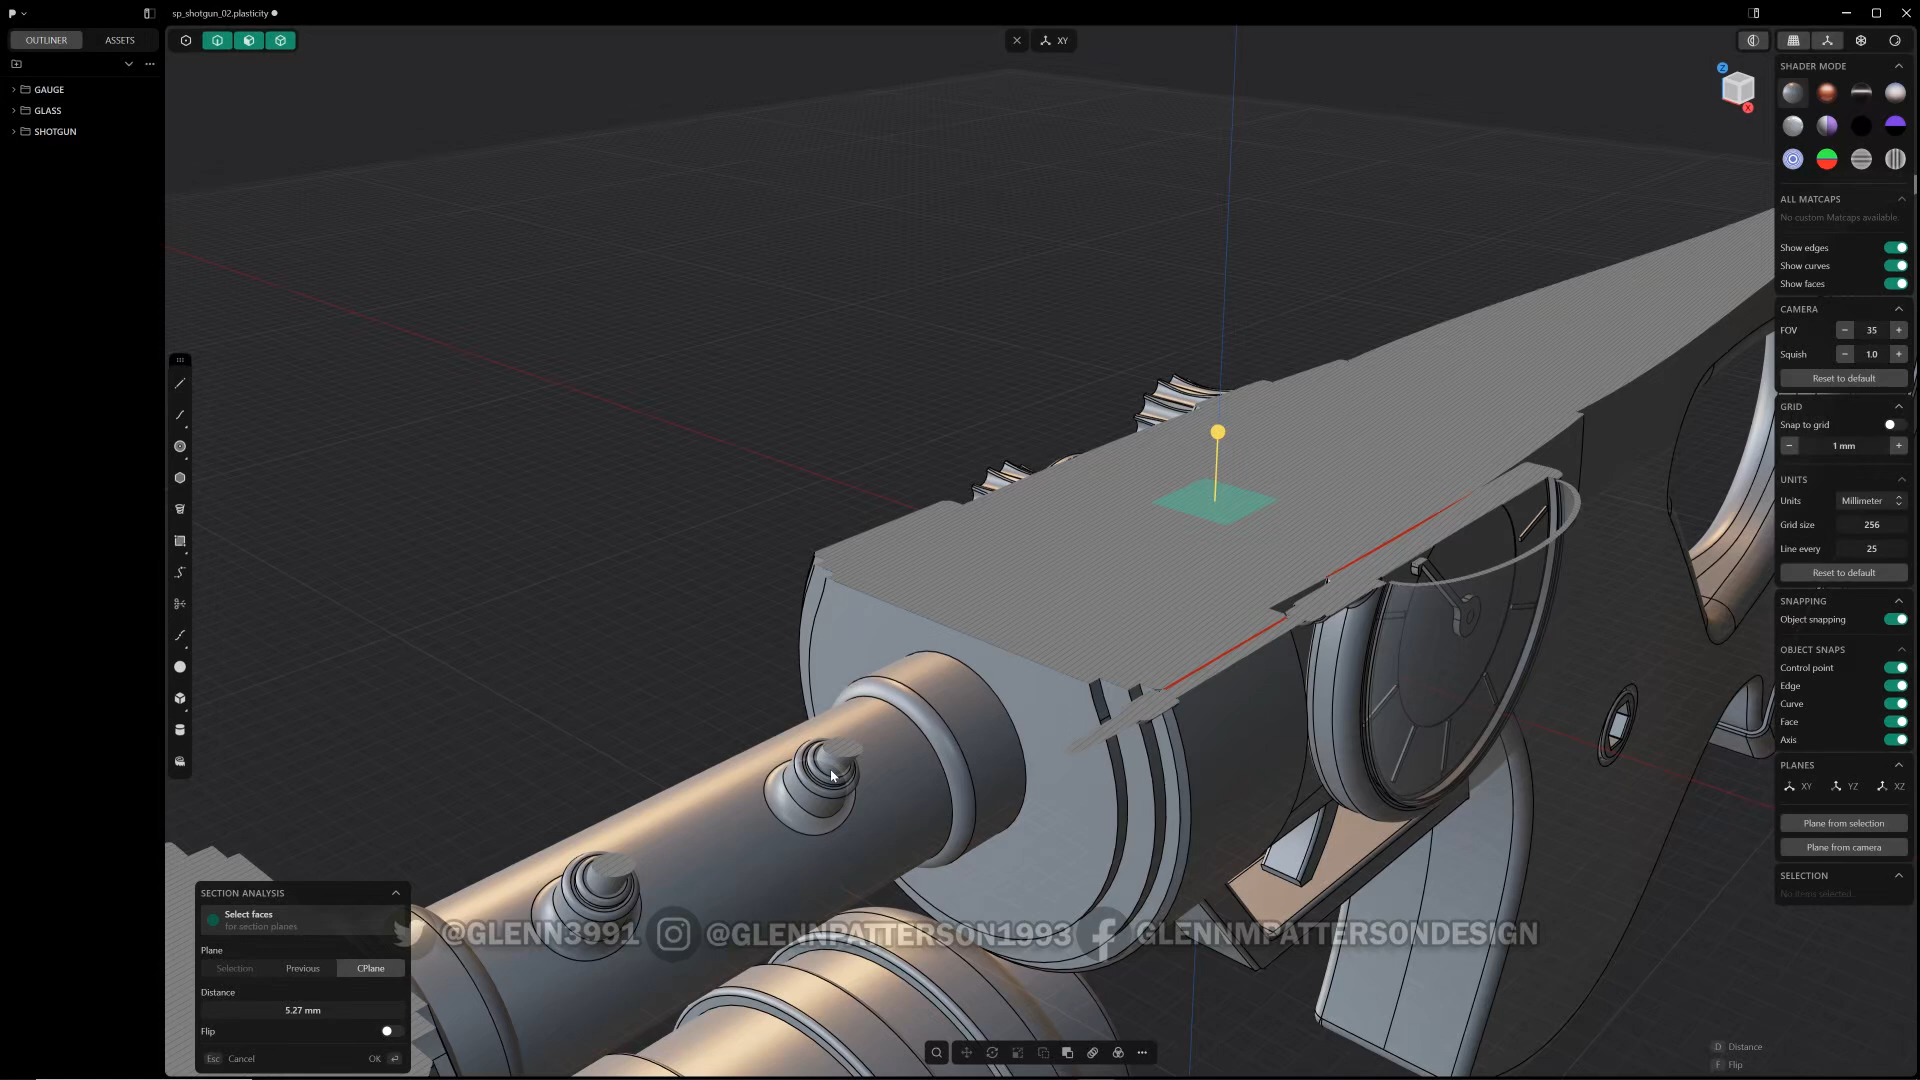 sp_shotgun_02.plasticity
OUTLINER
ASSETS
XY
GAUGE
GLASS
SHOTGUN
Z
X
SHADER MODE
ALL MATCAPS
No custom Matcaps available.
Show edges
Show curves
Show faces
CAMERA
FOV
35
Squish
1.0
Reset to default
GRID
Snap to grid
1 mm
UNITS
Units
Millimeter
Grid size
256
Line every
25
Reset to default
SNAPPING
Object snapping
OBJECT SNAPS
Control point
Edge
Curve
Face
Axis
PLANES
XY
YZ
XZ
Plane from selection
Plane from camera
SELECTION
No items selected.
SECTION ANALYSIS
Select faces
for section planes
Plane
Selection
Previous
CPlane
Distance
5.27 mm
Flip
Esc
Cancel
OK
@GLENN3991
@GLENNPATTERSON1993
GLENNMPATTERSONDESIGN
D
Distance
F
Flip